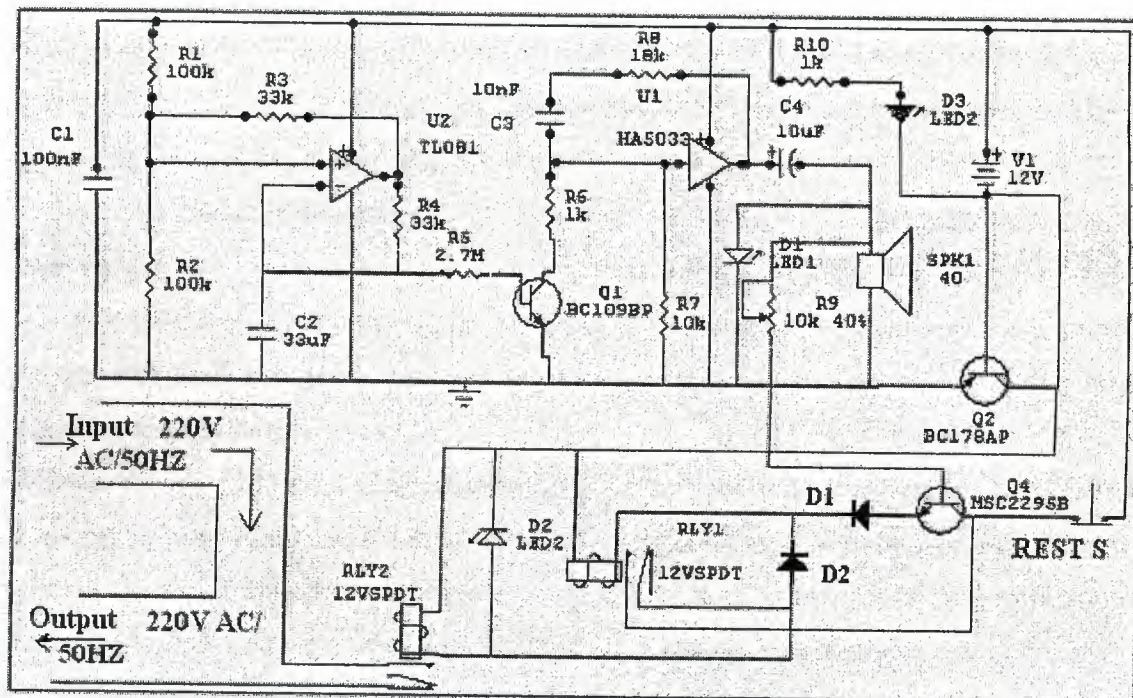 R1
100k
R3
33k
C1
100nF
U2
TL081
R2
100k
R4
33k
R5
2.7M
C2
33uF
10nF
C3
R8
18k
U1
HA5033
R6
1k
Q1
BC109BP
R7
10k
C4
10uF
R10
1k
D3
LED2
V1
12V
D1
LED1
R9
10k 40%
SPK1
40
Q2
BC178AP
Input 220V
AC/50HZ
Output 220V AC/
50HZ
RLY2
12VSPDT
D2
LED2
RLY1
12VSPDT
D1
D2
Q4
MSC2295B
REST S